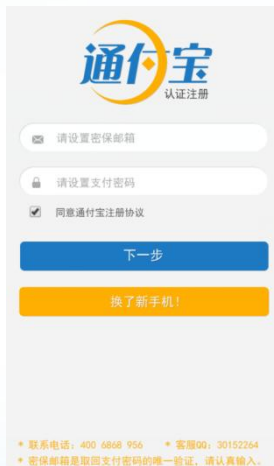 通付宝
认证注册
请设置密保邮箱
请设置支付密码
同意通付宝注册协议
下一步
换了新手机！
* 联系电话：400 6868 956 * 客服QQ：30152264
* 密保邮箱是取回支付密码的唯一验证，请认真输入。